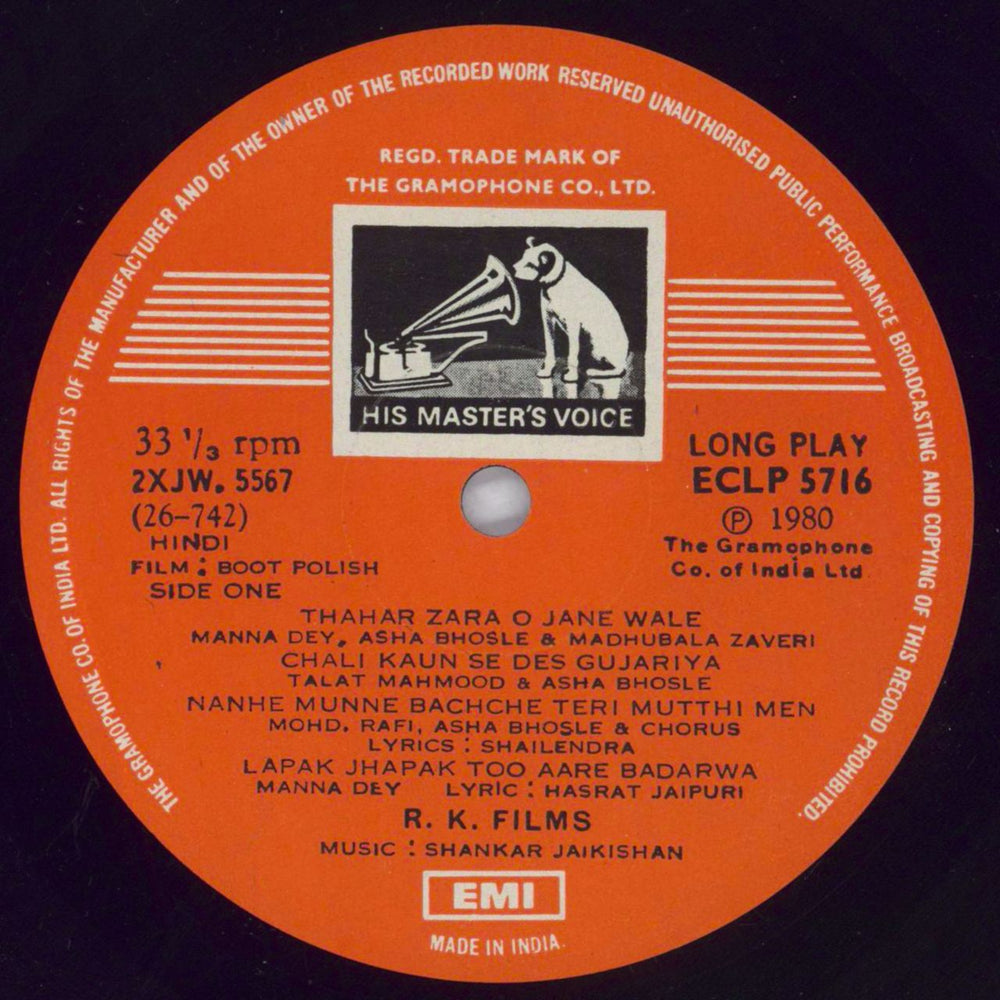 THE GRAMOPHONE CO. OF INDIA LTD. ALL RIGHTS OF THE MANUFACTURER AND OF THE OWNER OF THE RECORDED WORK RESERVED UNAUTHORISED PUBLIC PERFORMANCE BROADCASTING AND COPYING OF THIS RECORD PROHIBITED.
REGD. TRADE MARK OF
THE GRAMOPHONE CO., LTD.
HIS MASTER'S VOICE
33 1/3 rpm
2XJW. 5567
(26-742)
HINDI
FILM : BOOT POLISH
SIDE ONE
LONG PLAY
ECLP 5716
℗ 1980
The Gramophone
Co. of India Ltd
THAHAR ZARA O JANE WALE
MANNA DEY, ASHA BHOSLE & MADHUBALA ZAVERI
CHALI KAUN SE DES GUJARIYA
TALAT MAHMOOD & ASHA BHOSLE
NANHE MUNNE BACHCHE TERI MUTTHI MEN
MOHD. RAFI, ASHA BHOSLE & CHORUS
LYRICS : SHAILENDRA
LAPAK JHAPAK TOO AARE BADARWA
MANNA DEY LYRIC : HASRAT JAIPURI
R. K. FILMS
MUSIC : SHANKAR JAIKISHAN
EMI
MADE IN INDIA.